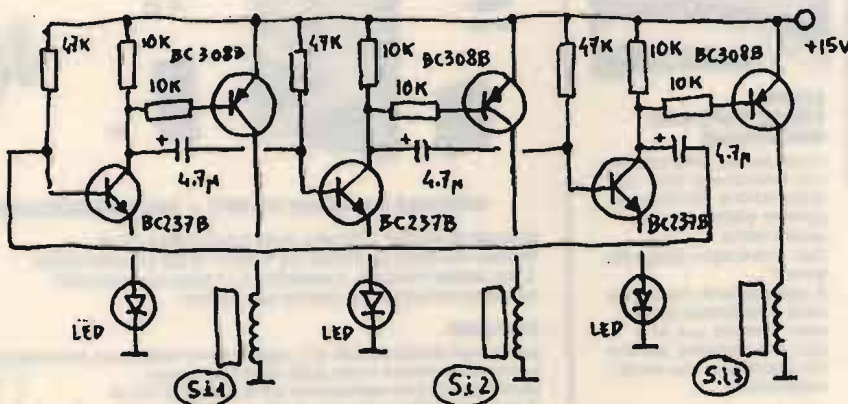 47K
10K
BC308B
47K
10K
BC308B
47K
10K
BC308B
+15V
10K
10K
10K
+
4.7µ
+
4.7µ
+
4.7µ
BC237B
BC237B
BC237B
LED
LED
LED
Si1
Si2
Si3